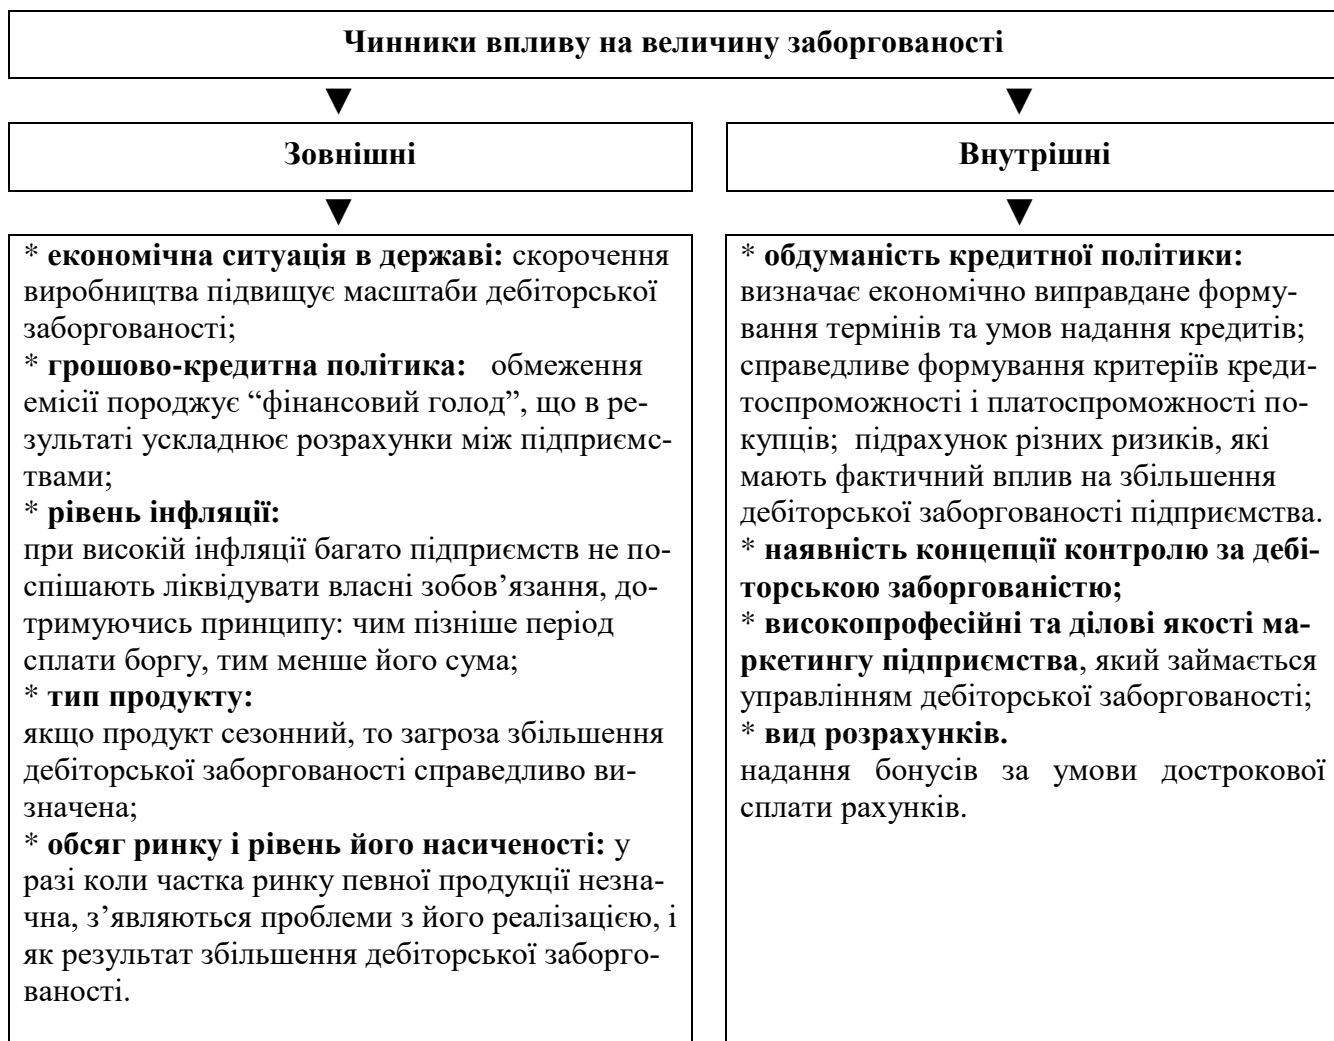 Чинники впливу на величину заборгованості
Зовнішні
* економічна ситуація в державі: скорочення
виробництва підвищує масштаби дебіторської
заборгованості;
* грошово-кредитна політика: обмеження
емісії породжує “фінансовий голод”, що в ре-
зультаті ускладнює розрахунки між підприємс-
твами;
* рівень інфляції:
при високій інфляції багато підприємств не по-
спішають ліквідувати власні зобов’язання, до-
тримуючись принципу: чим пізніше період
сплати боргу, тим менше його сума;
* тип продукту:
якщо продукт сезонний, то загроза збільшення
дебіторської заборгованості справедливо ви-
значена;
* обсяг ринку і рівень його насиченості: у
разі коли частка ринку певної продукції незна-
чна, з’являються проблеми з його реалізацією, і
як результат збільшення дебіторської заборго-
ваності.
Внутрішні
* обдуманість кредитної політики:
визначає економічно виправдане форму-
вання термінів та умов надання кредитів;
справедливе формування критеріїв креди-
тоспроможності і платоспроможності по-
купців; підрахунок різних ризиків, які
мають фактичний вплив на збільшення
дебіторської заборгованості підприємства.
* наявність концепції контролю за дебі-
торською заборгованістю;
* високопрофесійні та ділові якості ма-
ркетингу підприємства, який займається
управлінням дебіторської заборгованості;
* вид розрахунків.
надання бонусів за умови дострокової
сплати рахунків.